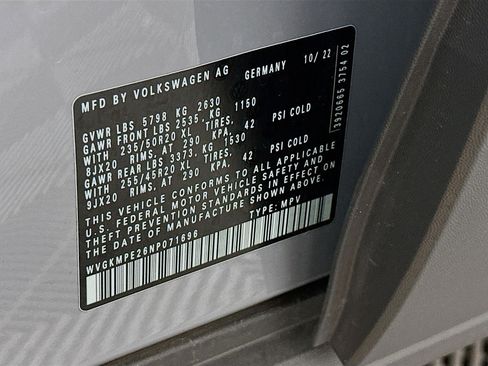 MFD BY VOLKSWAGEN AG GERMANY 10/22
GVWR LBS 5798 KG 2630
GAWR FRONT LBS 2535, KG 1150
WITH 235/50R20 XL, TIRES,
8JX20 RIMS, AT 290 KPA, 42 PSI COLD
GAWR REAR LBS 3373, KG 1530
WITH 255/45R20 XL, TIRES,
9JX20 RIMS, AT 290 KPA, 42 PSI COLD
THIS VEHICLE CONFORMS TO ALL APPLICABLE
U.S. FEDERAL MOTOR VEHICLE SAFETY AND
THEFT PREVENTION STANDARDS IN EFFECT ON
THE DATE OF MANUFACTURE SHOWN ABOVE.
WVGKMPE26NP071696 TYPE: MPV
3920665 3754 02